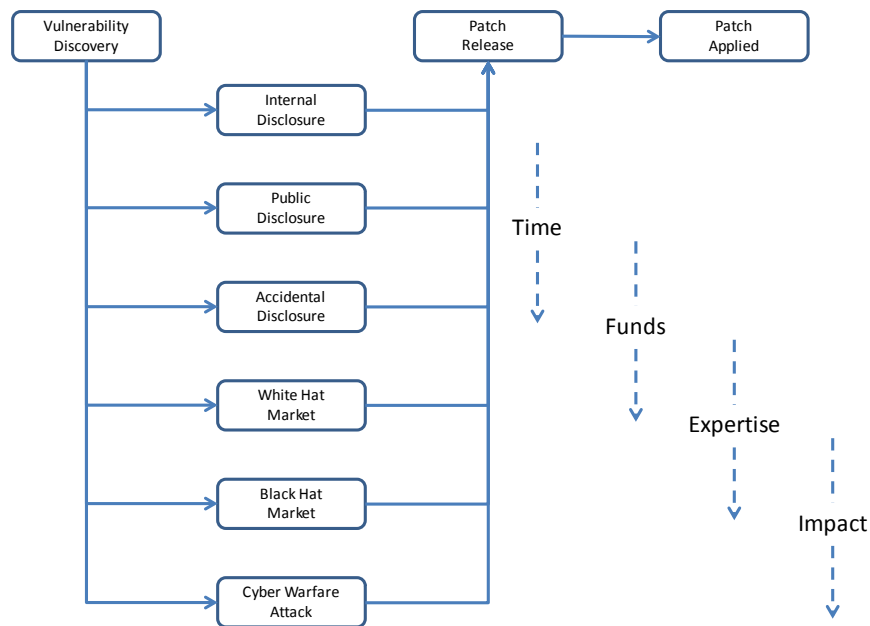 Vulnerability
Discovery
Patch
Release
Patch
Applied
Internal
Disclosure
Public
Disclosure
Time
Accidental
Disclosure
Funds
White Hat
Market
Expertise
Black Hat
Market
Impact
Cyber Warfare
Attack